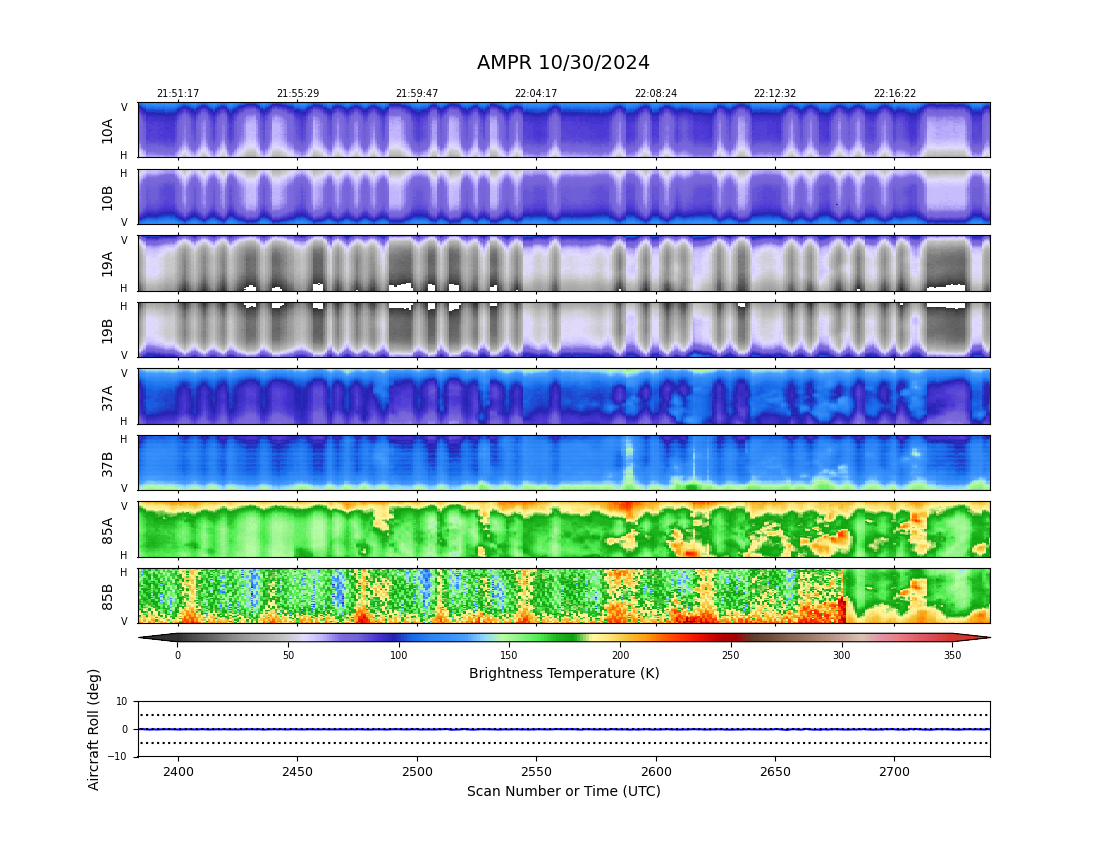 AMPR 10/30/2024
21:51:17 21:55:29 21:59:47 22:04:17 22:08:24 22:12:32 22:16:22
V
10A
H
H
10B
V
V
19A
H
H
19B
V
V
37A
H
H
37B
V
V
85A
H
H
85B
V
0 50 100 150 200 250 300 350
Brightness Temperature (K)
Aircraft Roll (deg)
10
0
−10
2400 2450 2500 2550 2600 2650 2700
Scan Number or Time (UTC)